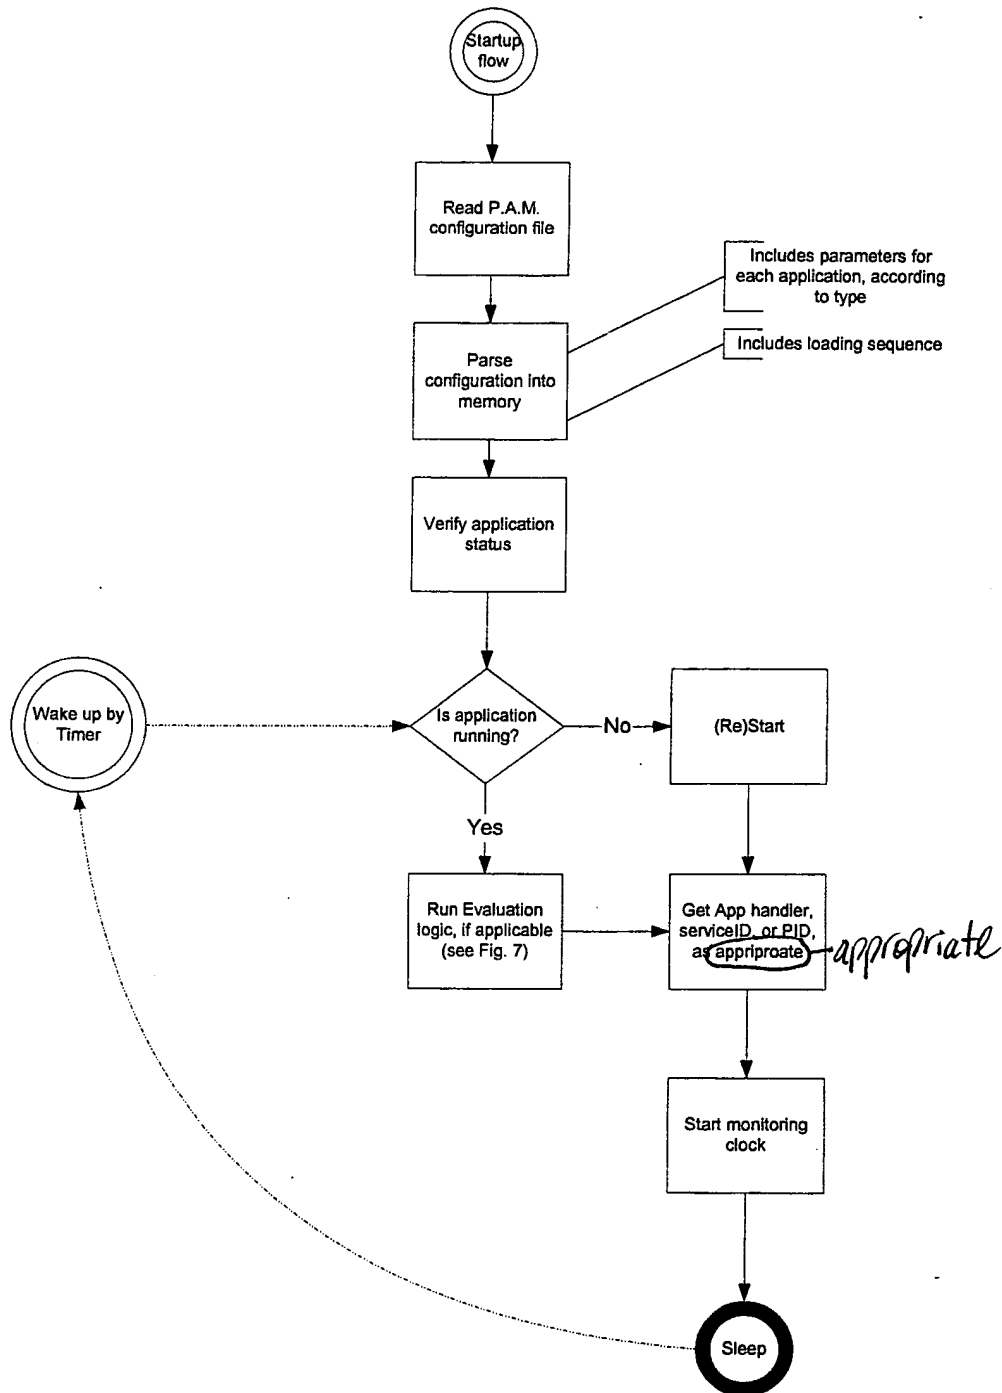 Startup
flow
Read P.A.M.
configuration file
Includes parameters for
each application, according
to type
Parse
configuration into
memory
Includes loading sequence
Verify application
status
Wake up by
Timer
Is application
running?
No
(Re)Start
Yes
Run Evaluation
logic, if applicable
(see Fig. 7)
Get App handler,
serviceID, or PID,
as appriproate
appropriate
Start monitoring
clock
Sleep